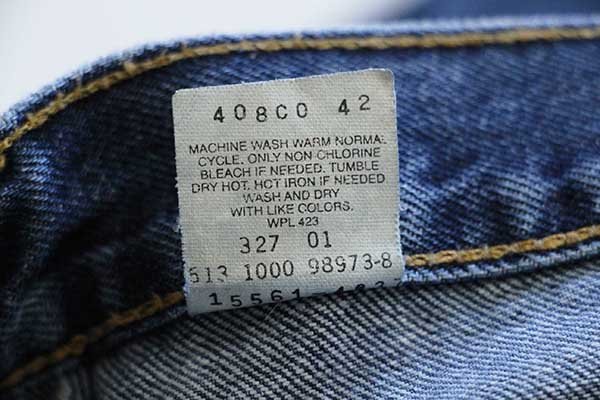 408C0 42
MACHINE WASH WARM NORMAL
CYCLE. ONLY NON-CHLORINE
BLEACH IF NEEDED. TUMBLE
DRY HOT. HOT IRON IF NEEDED
WASH AND DRY
WITH LIKE COLORS.
WPL 423
327 01
513 1000 98973-8